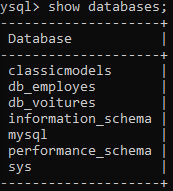 ysql> show databases;
--------------------+
Database           |
--------------------+
classicmodels      |
db_employes        |
db_voitures        |
information_schema |
mysql              |
performance_schema |
sys                |
--------------------+